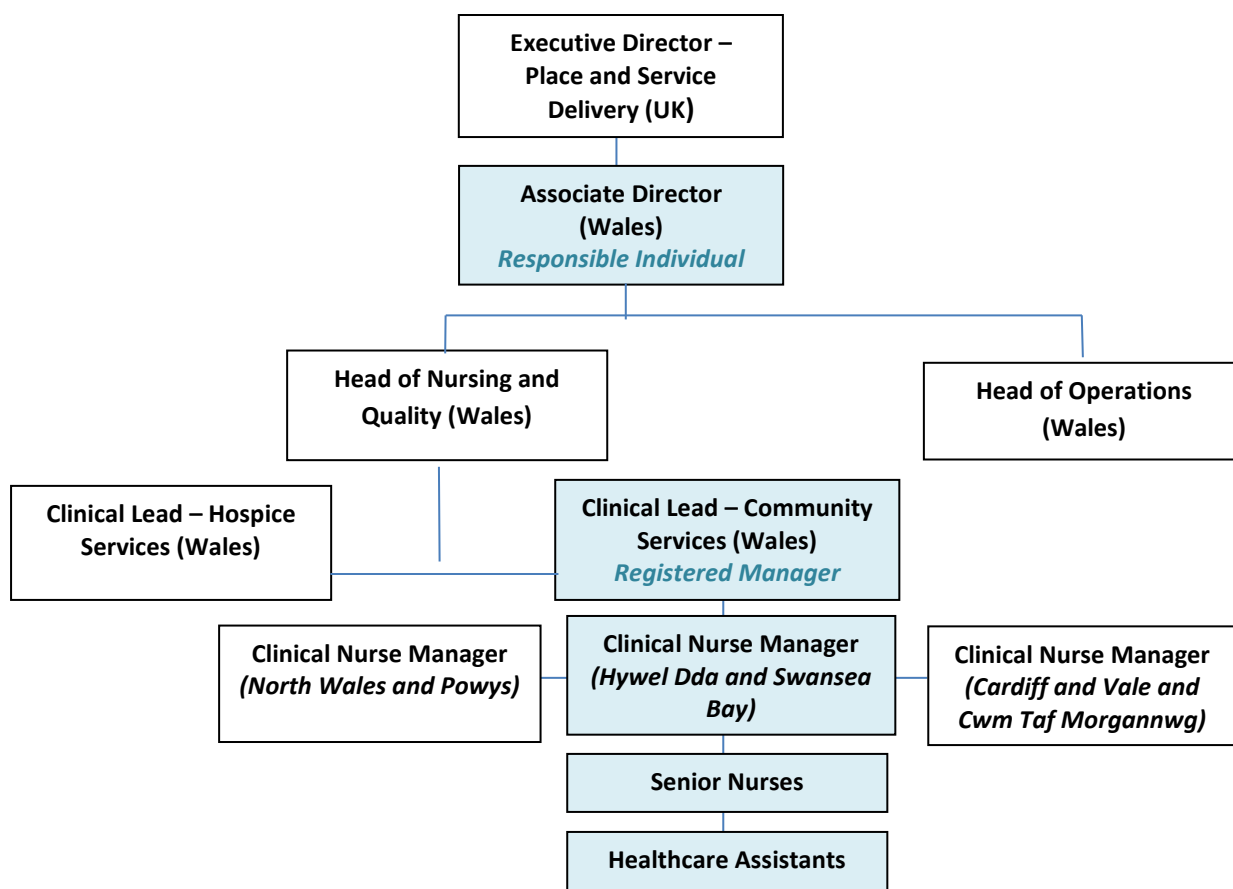 Executive Director –
Place and Service
Delivery (UK)
Associate Director
(Wales)
Responsible Individual
Head of Nursing and
Quality (Wales)
Head of Operations
(Wales)
Clinical Lead – Hospice
Services (Wales)
Clinical Lead – Community
Services (Wales)
Registered Manager
Clinical Nurse Manager
(North Wales and Powys)
Clinical Nurse Manager
(Hywel Dda and Swansea
Bay)
Clinical Nurse Manager
(Cardiff and Vale and
Cwm Taf Morgannwg)
Senior Nurses
Healthcare Assistants